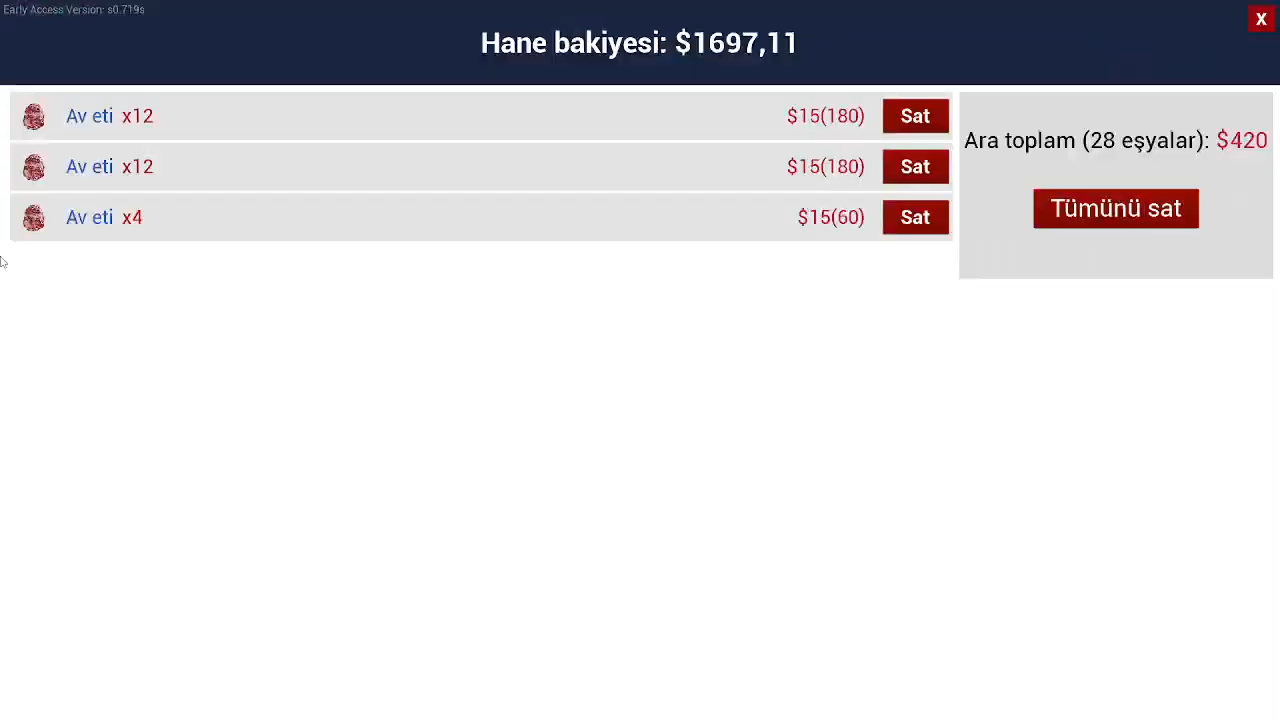 Early Access Version: s0.719s
X
Hane bakiyesi: $1697,11
Av eti x12 $15(180) Sat
Av eti x12 $15(180) Sat
Av eti x4 $15(60) Sat
Ara toplam (28 eşyalar): $420
Tümünü sat